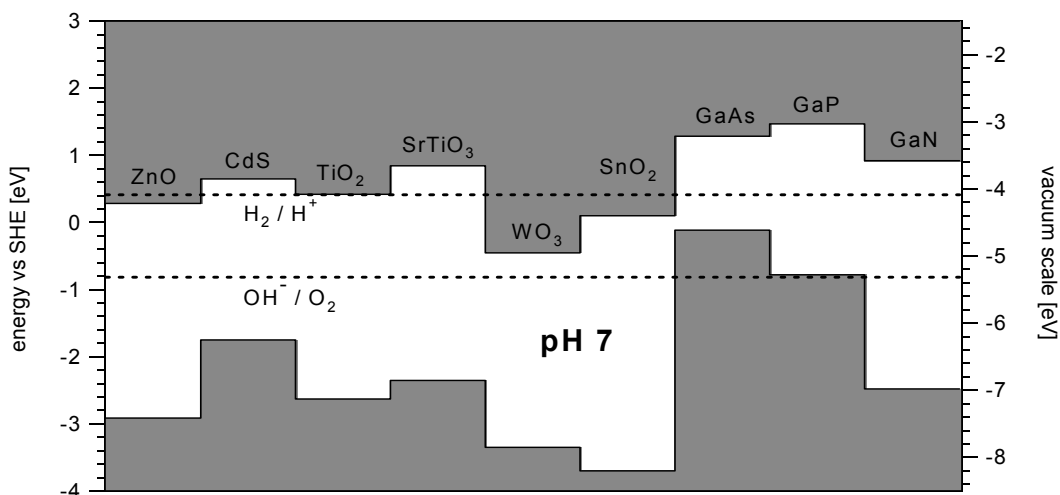 3
2
1
0
-1
-2
-3
-4
energy vs SHE [eV]
ZnO
CdS
TiO₂
SrTiO₃
WO₃
SnO₂
GaAs
GaP
GaN
H₂ / H⁺
OH⁻ / O₂
pH 7
-2
-3
-4
-5
-6
-7
-8
vacuum scale [eV]